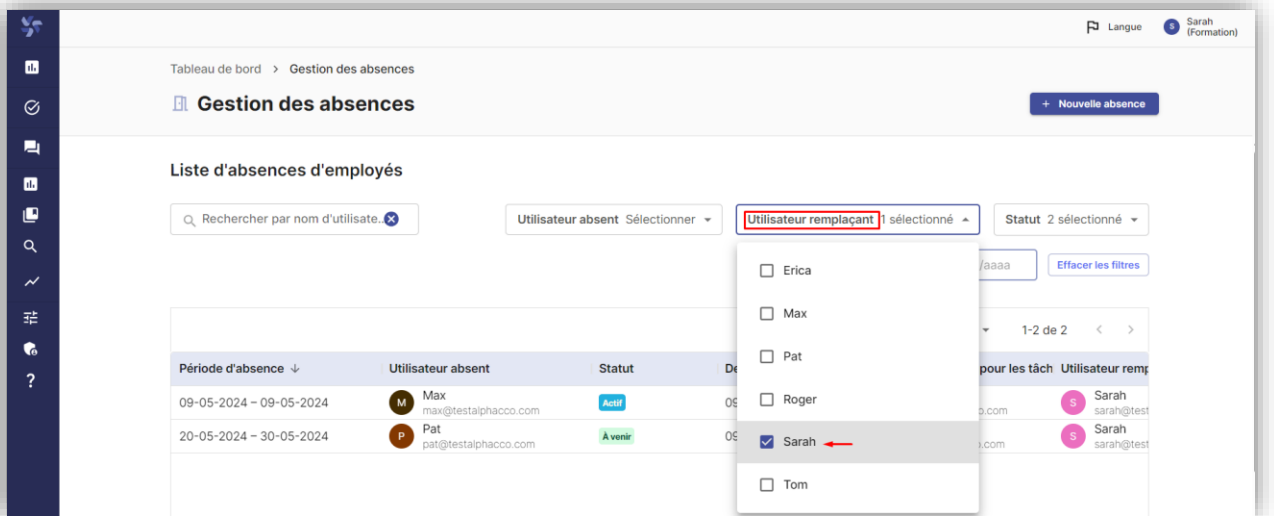 Langue
S
Sarah
(Formation)
Tableau de bord > Gestion des absences
Gestion des absences
+ Nouvelle absence
Liste d'absences d'employés
Rechercher par nom d'utilisate..
Utilisateur absent Sélectionner
Utilisateur remplaçant 1 sélectionné
Statut 2 sélectionné
/aaaa
Effacer les filtres
Erica
Max
Pat
Roger
Sarah
Tom
1-2 de 2
Période d'absence ↓ Utilisateur absent Statut De pour les tâch Utilisateur remp
09-05-2024 – 09-05-2024 M Max Actif 09 S Sarah
max@testalphacco.com o.com sarah@test
20-05-2024 – 30-05-2024 P Pat À venir 09 S Sarah
pat@testalphacco.com .com sarah@test
?